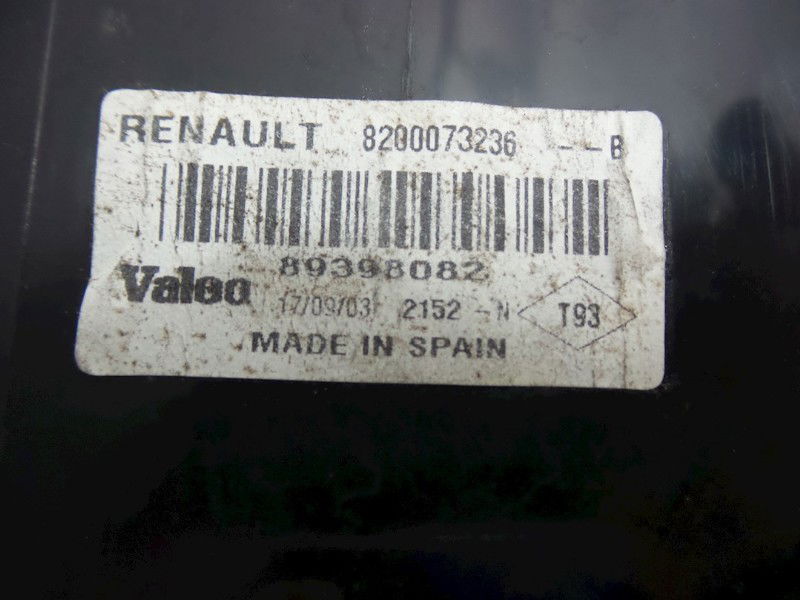 RENAULT 8200073236 -- B
89398082
Valeo 17/09/03 2152 -N T93
MADE IN SPAIN